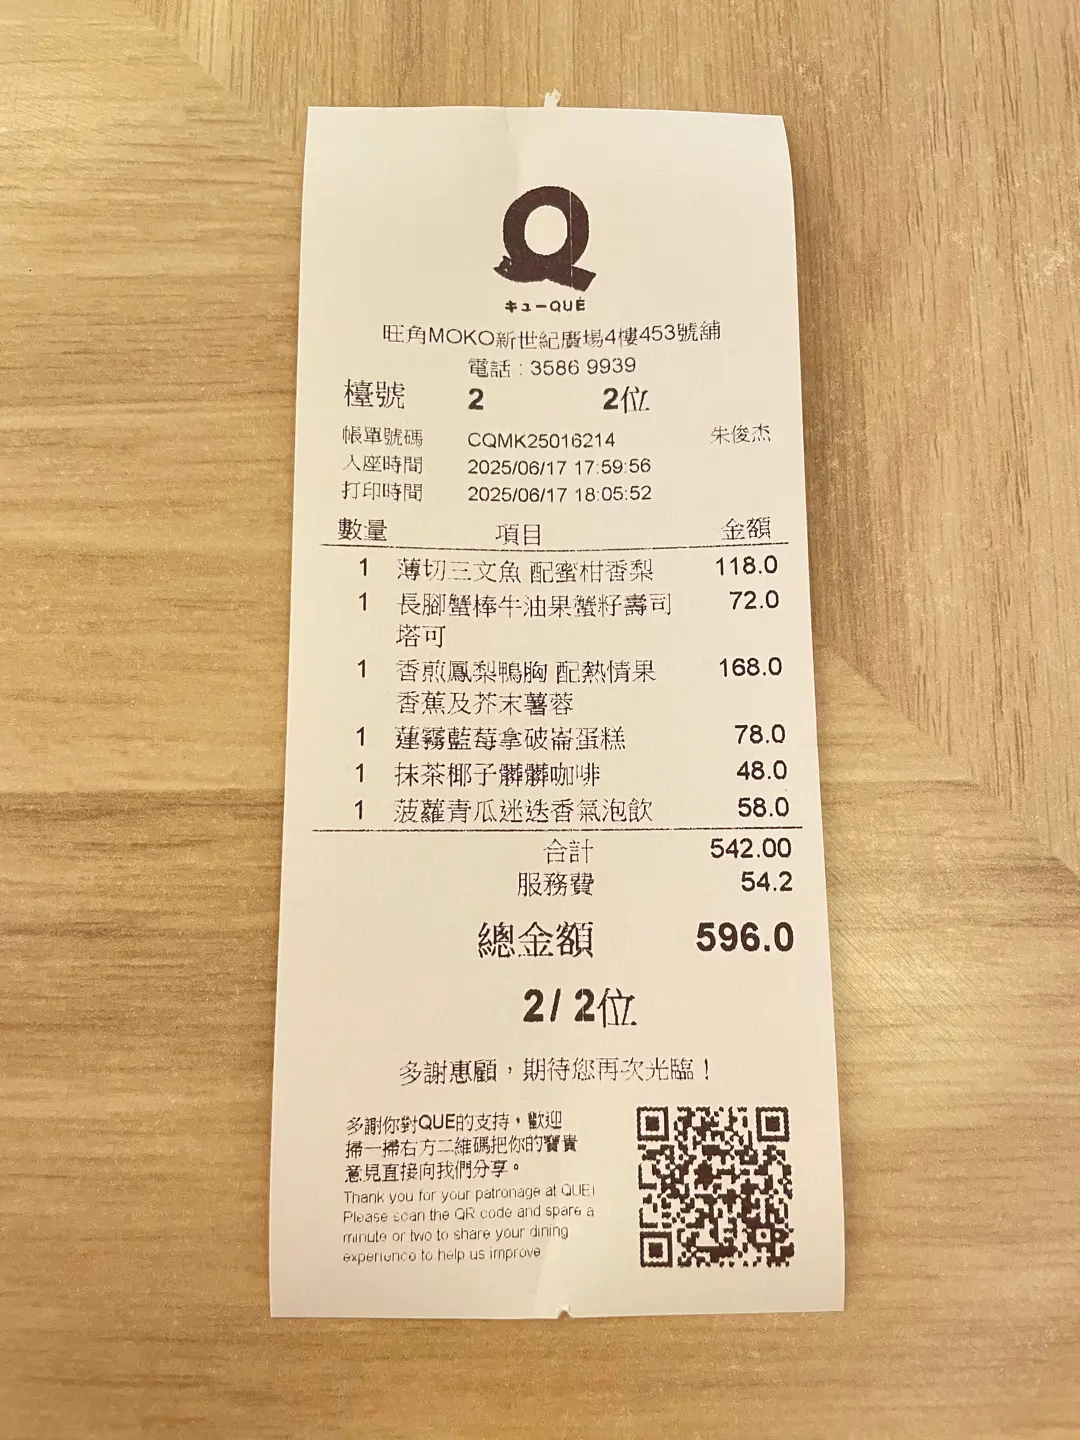 Q
キューQUE
旺角MOKO新世紀廣場4樓453號舖
電話：3586 9939
檯號 2 2位
帳單號碼 CQMK25016214 朱俊杰
入座時間 2025/06/17 17:59:56
打印時間 2025/06/17 18:05:52
數量 項目 金額
1 薄切三文魚 配蜜柑香梨 118.0
1 長腳蟹棒牛油果蟹籽壽司 72.0
塔可
1 香煎鳳梨鴨胸 配熱情果 168.0
香蕉及芥末薯蓉
1 蓮霧藍莓拿破崙蛋糕 78.0
1 抹茶椰子髒髒咖啡 48.0
1 菠蘿青瓜迷迭香氣泡飲 58.0
合計 542.00
服務費 54.2
總金額 596.0
2/ 2位
多謝惠顧，期待您再次光臨！
多謝你對QUE的支持，歡迎
掃一掃右方二維碼把你的寶貴
意見直接向我們分享。
Thank you for your patronage at QUE!
Please scan the QR code and spare a
minute or two to share your dining
experience to help us improve